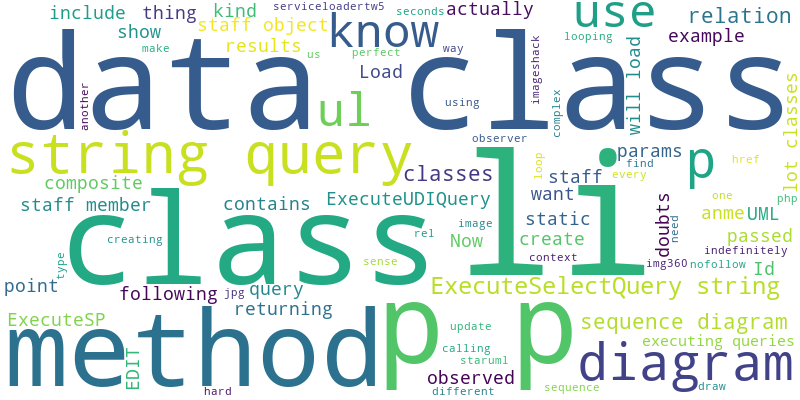 include thing kind serviceloadertw5 actually use relation
show staff object seconds know example
make results us perfect way looping
data class
another Load imageshack will load
ul using complex
string query observer params p lot classes
composite classes staff find every href
staff member contains ExecuteUDIQuery want one php
creating class rel image static li doubts anme UML
Now create need passed
type sense context indefinitely
point following jpg query img360 nofollow Id
returning p p ExecuteSelectQuery string
ExecuteSP method update sequence diagram
calling executing queries
EDIT observed staruml diagram
hard different sequence draw loop